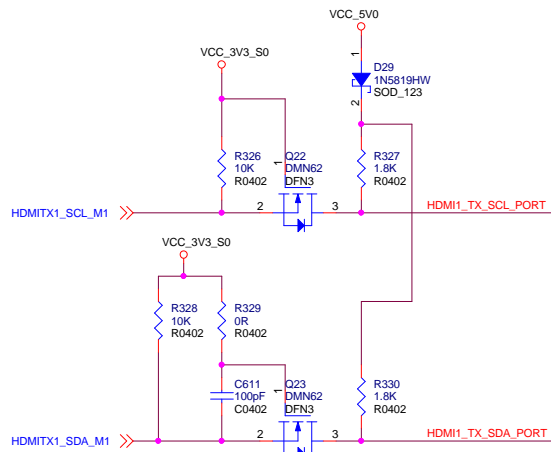 VCC_5V0
VCC_3V3_S0
1
D29
1N5819HW
SOD_123
2
R326
10K
R0402
1
Q22
DMN62
DFN3
R327
1.8K
R0402
HDMITX1_SCL_M1
2
3
HDMI1_TX_SCL_PORT
VCC_3V3_S0
R328
10K
R0402
R329
0R
R0402
C611
100pF
C0402
1
Q23
DMN62
DFN3
R330
1.8K
R0402
HDMITX1_SDA_M1
2
3
HDMI1_TX_SDA_PORT